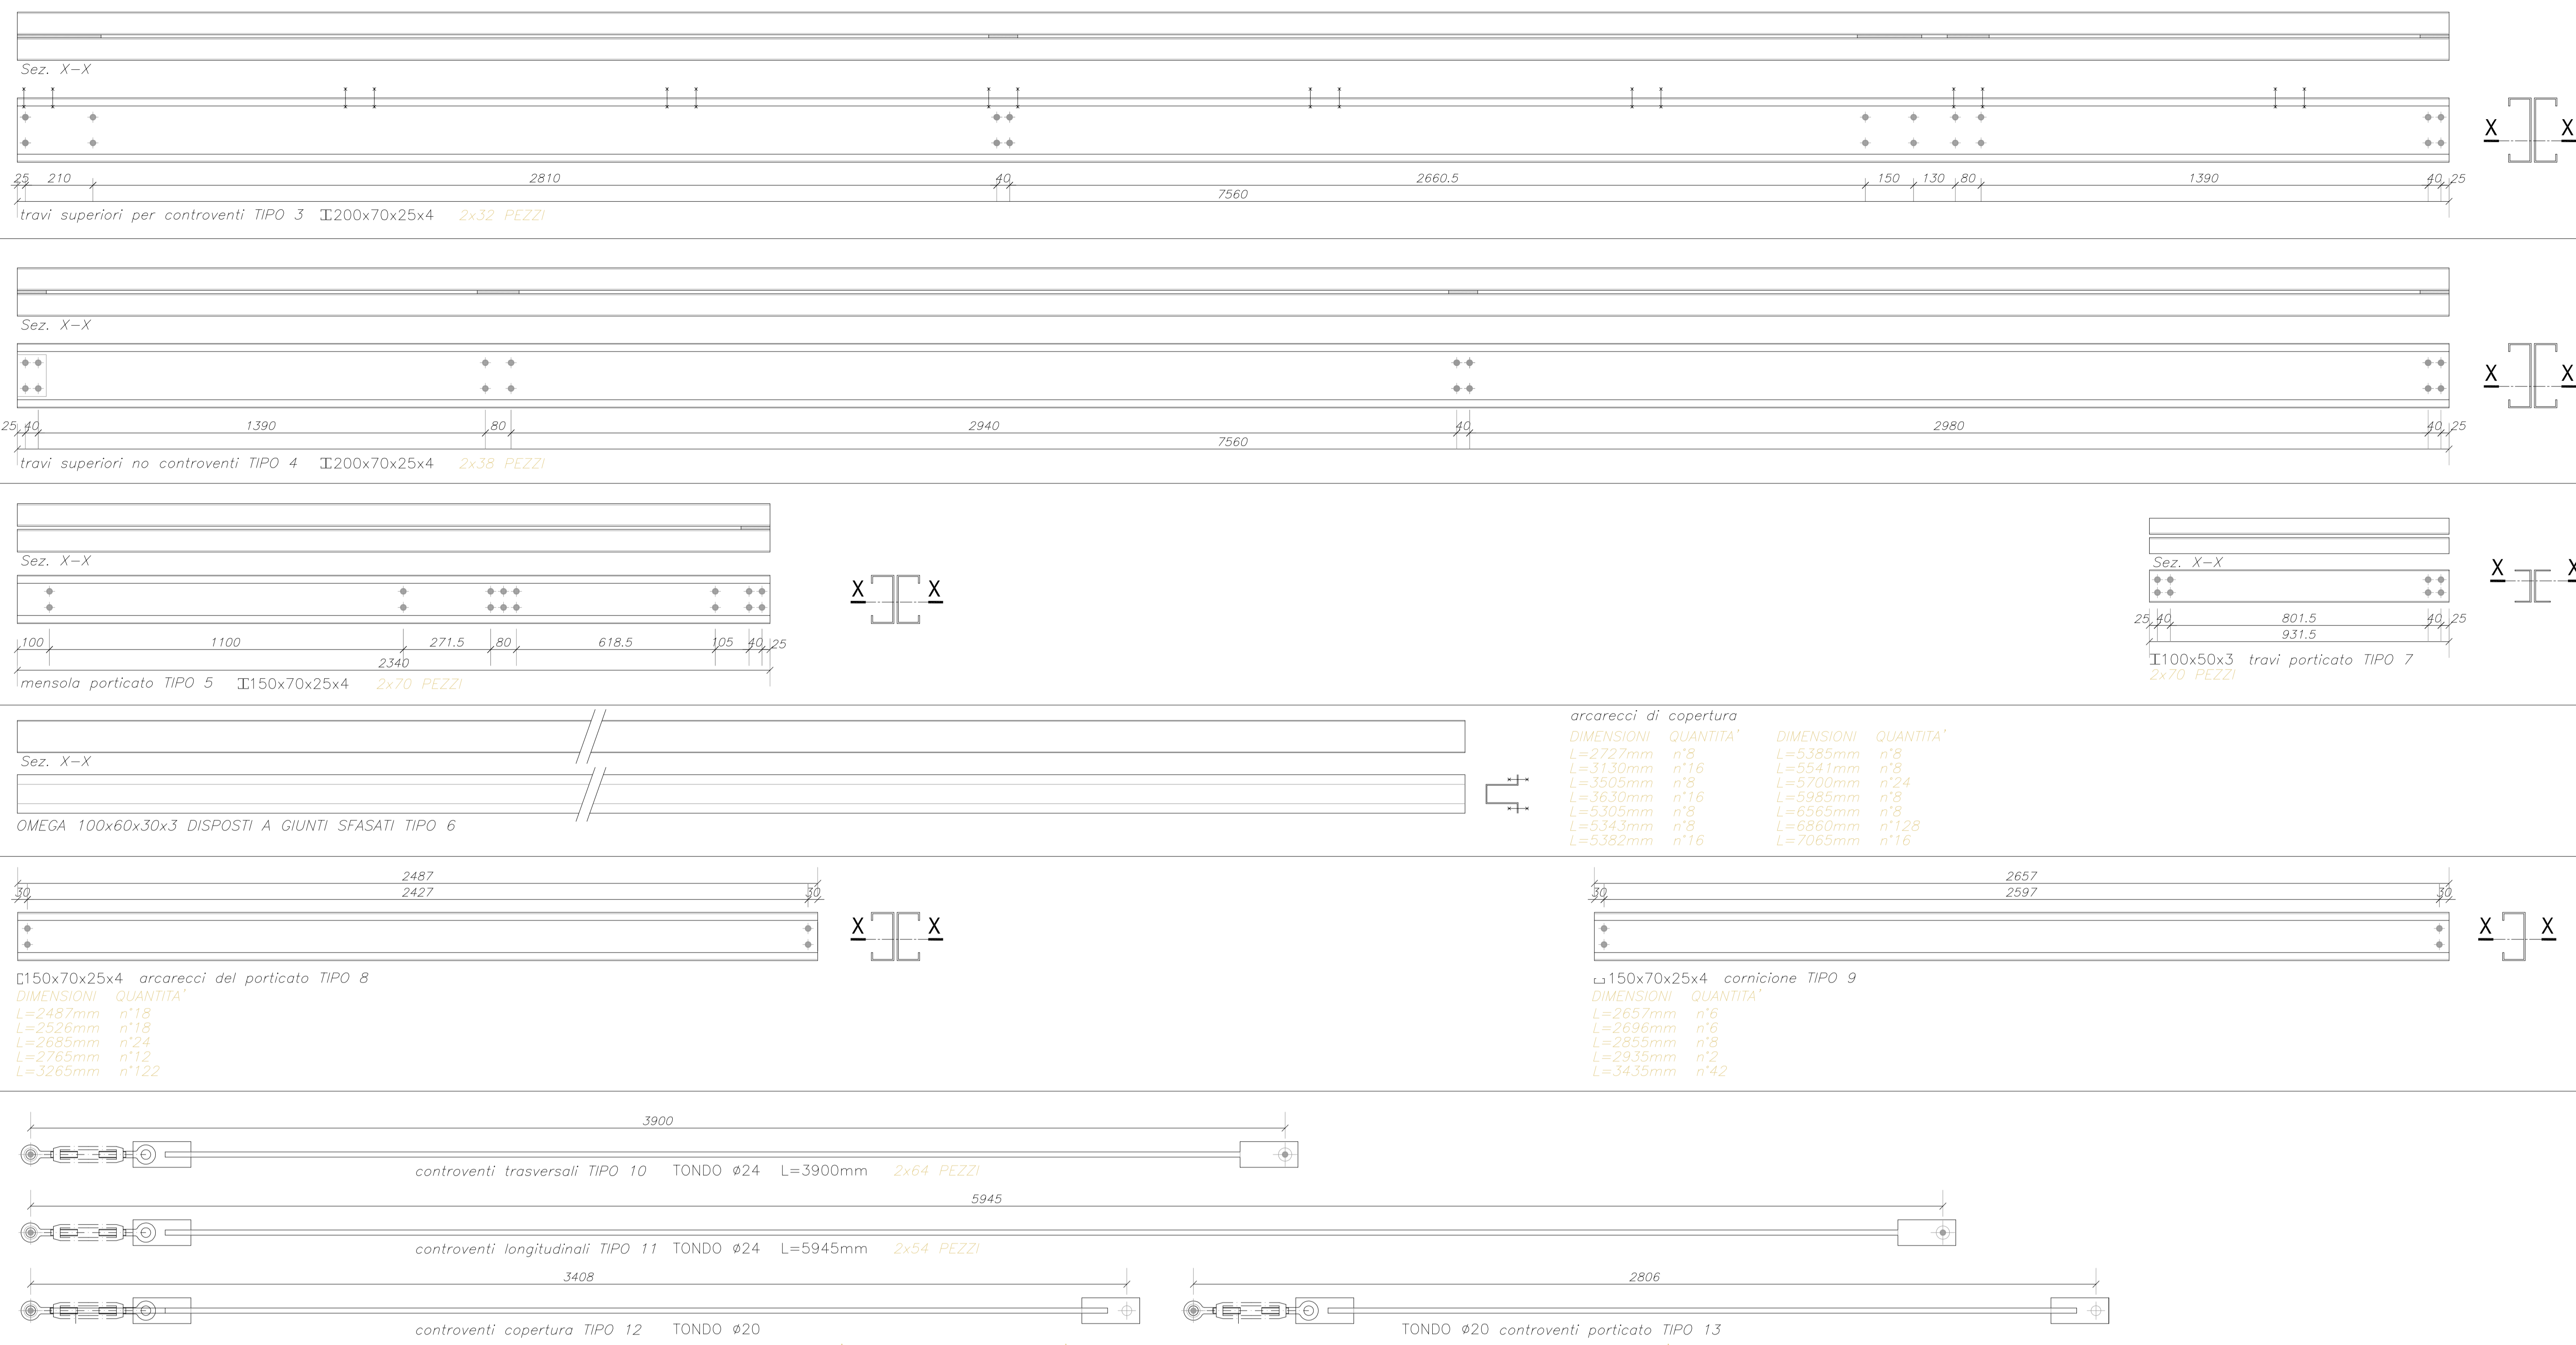 Sez. X-X
X X
25 210 2810 40 2660.5 150 130 80 1390 40 25
7560
travi superiori per controventi TIPO 3 200x70x25x4 2x32 PEZZI
Sez. X-X
X X
25 40 1390 80 2940 40 2980 40 25
7560
travi superiori no controventi TIPO 4 200x70x25x4 2x38 PEZZI
Sez. X-X
X X
100 1100 271.5 80 618.5 105 40 25
2340
mensola porticato TIPO 5 150x70x25x4 2x70 PEZZI
Sez. X-X
X X
25 40 801.5 40 25
931.5
100x50x3 travi porticato TIPO 7
2x70 PEZZI
Sez. X-X
OMEGA 100x60x30x3 DISPOSTI A GIUNTI SFASATI TIPO 6
arcarecci di copertura
DIMENSIONI QUANTITA' DIMENSIONI QUANTITA'
L=2727mm n°8 L=5385mm n°8
L=3130mm n°16 L=5541mm n°8
L=3505mm n°8 L=5700mm n°24
L=3630mm n°16 L=5985mm n°8
L=5305mm n°8 L=6565mm n°8
L=5343mm n°8 L=6860mm n°128
L=5382mm n°16 L=7065mm n°16
2487
30 2427 30
X X
150x70x25x4 arcarecci del porticato TIPO 8
DIMENSIONI QUANTITA'
L=2487mm n°18
L=2526mm n°18
L=2685mm n°24
L=2765mm n°12
L=3265mm n°122
2657
30 2597 30
X X
150x70x25x4 cornicione TIPO 9
DIMENSIONI QUANTITA'
L=2657mm n°6
L=2696mm n°6
L=2855mm n°8
L=2935mm n°2
L=3435mm n°42
3900
controventi trasversali TIPO 10 TONDO ø24 L=3900mm 2x64 PEZZI
5945
controventi longitudinali TIPO 11 TONDO ø24 L=5945mm 2x54 PEZZI
3408
controventi copertura TIPO 12 TONDO ø20
2806
TONDO ø20 controventi porticato TIPO 13